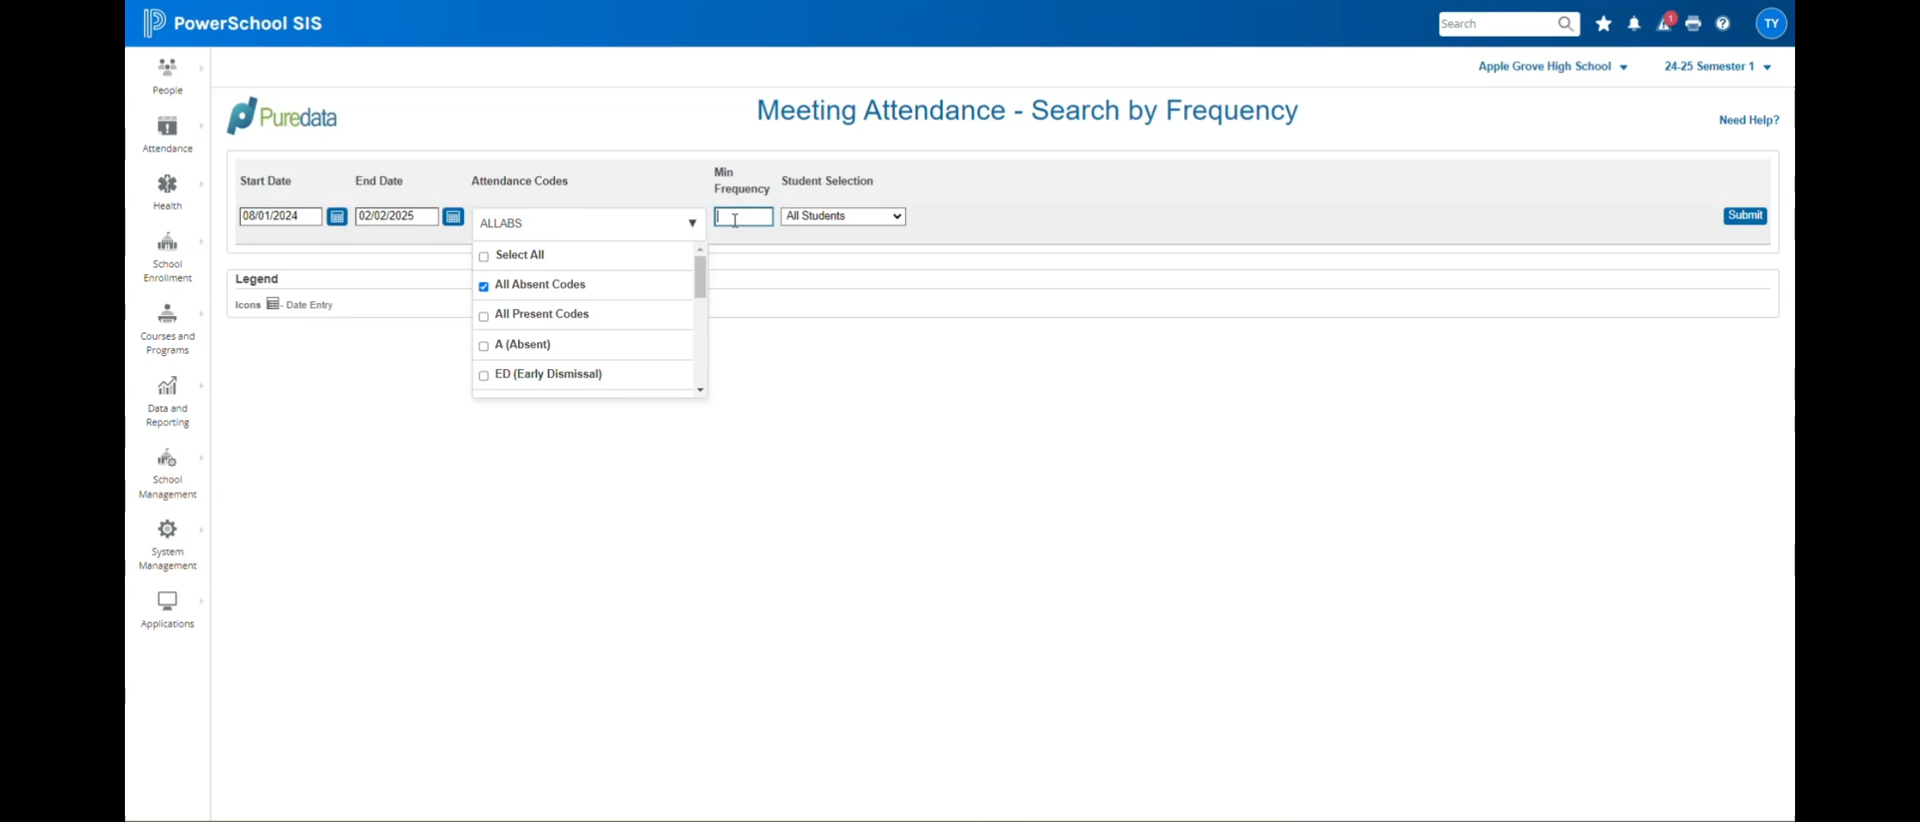 PowerSchool SIS
Search
1
TY
Apple Grove High School
24-25 Semester 1
People
Attendance
Health
School
Enrollment
Courses and
Programs
Data and
Reporting
School
Management
System
Management
Applications
Puredata
Meeting Attendance - Search by Frequency
Need Help?
Start Date
End Date
Attendance Codes
Min
Frequency
Student Selection
08/01/2024
02/02/2025
ALLABS
All Students
Submit
Select All
All Absent Codes
All Present Codes
A (Absent)
ED (Early Dismissal)
Legend
Icons - Date Entry